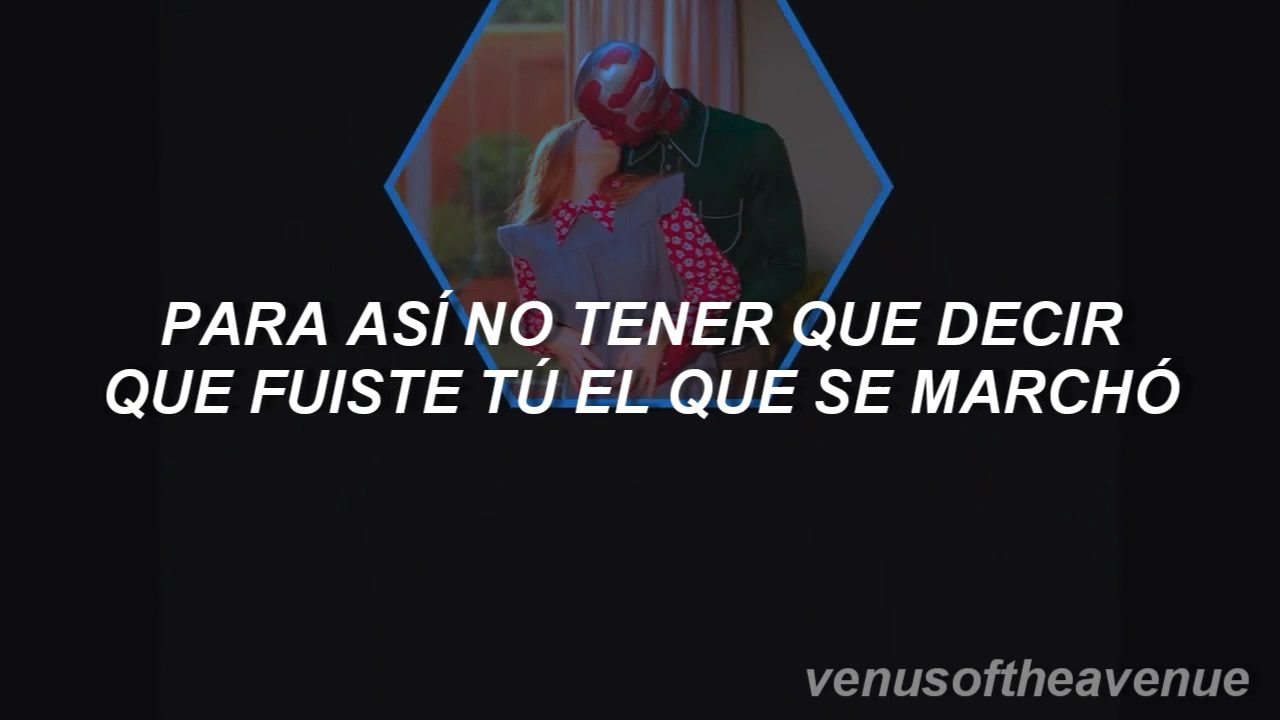 PARA ASÍ NO TENER QUE DECIR
QUE FUISTE TÚ EL QUE SE MARCHÓ
venusoftheavenue